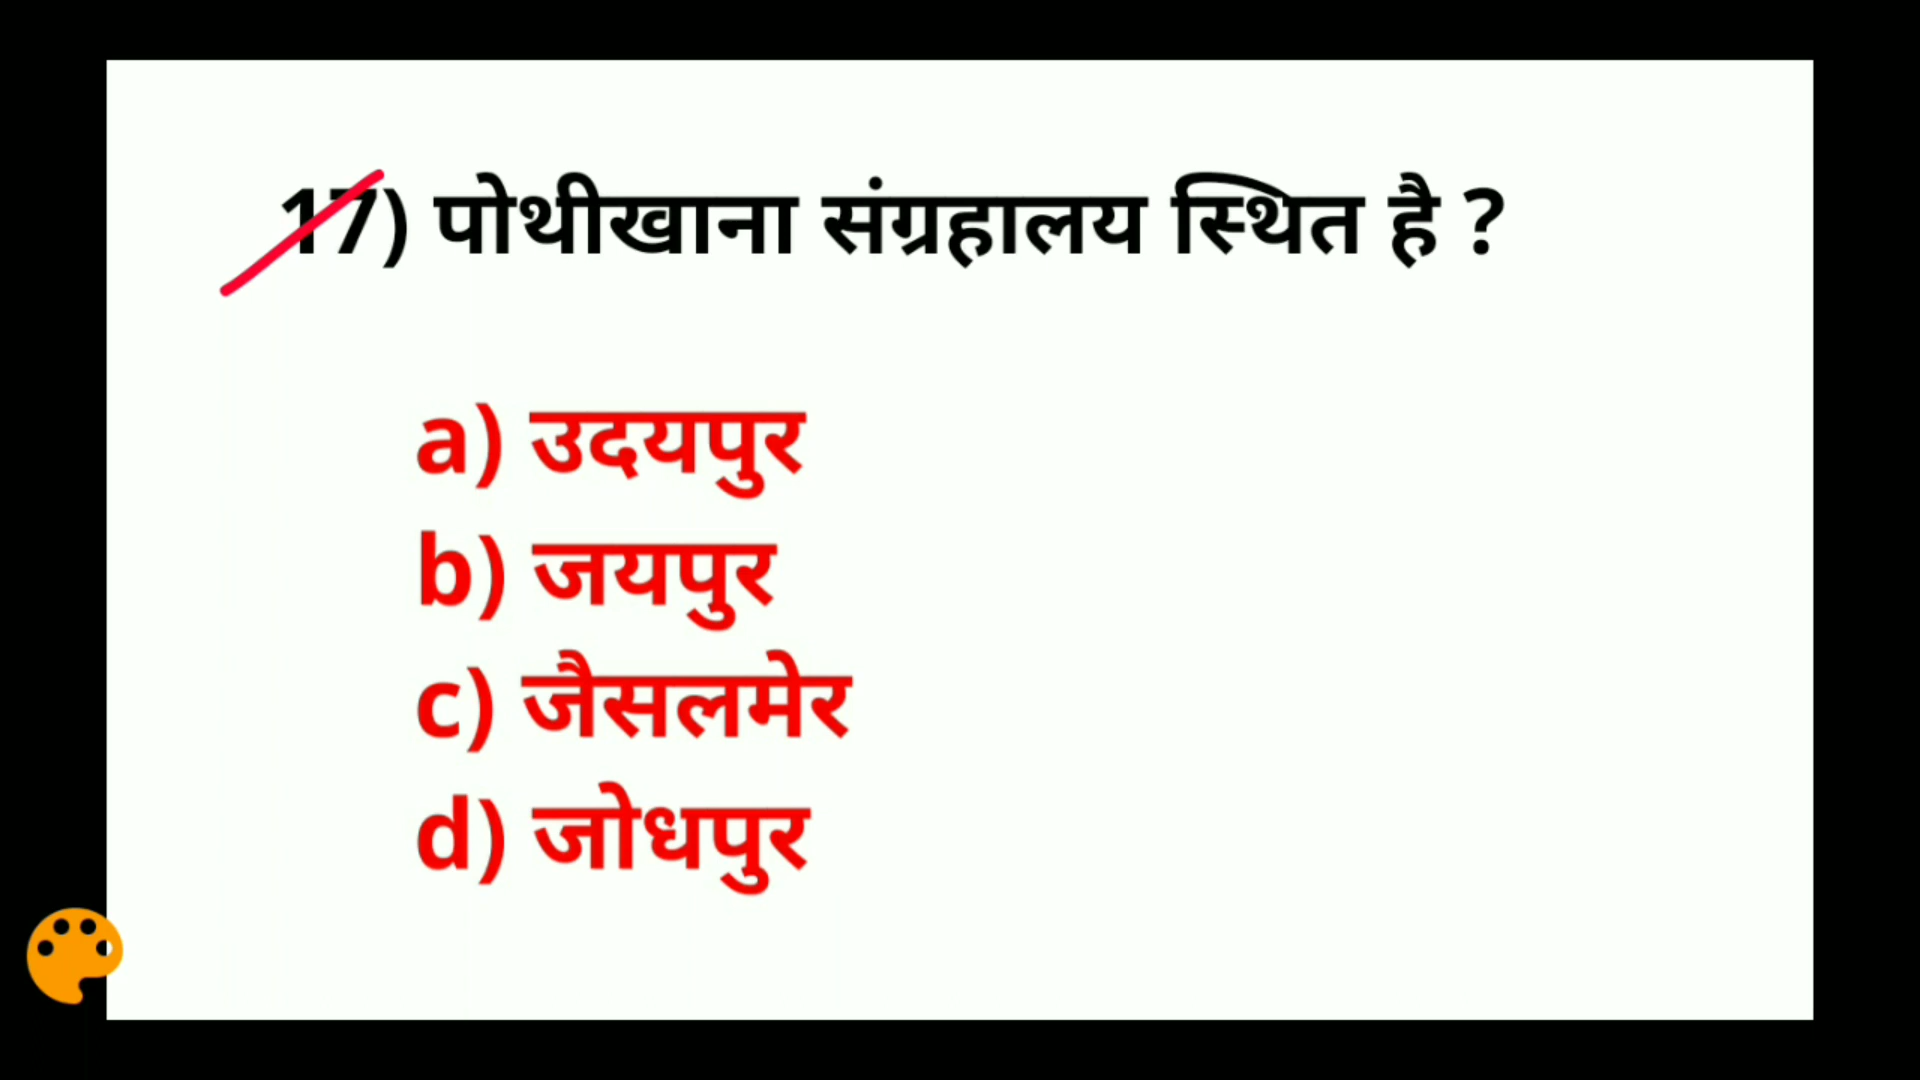 17) पोथीखाना संग्रहालय स्थित है ?
a) उदयपुर
b) जयपुर
c) जैसलमेर
d) जोधपुर